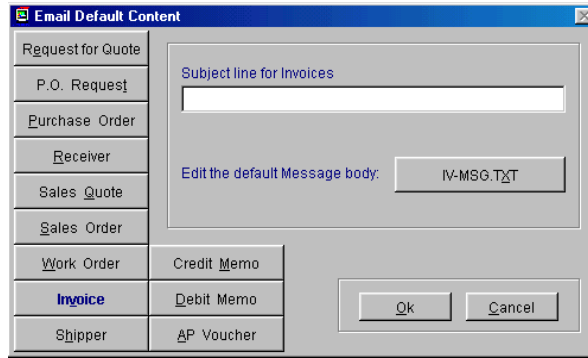 Email Default Content
Request for Quote
P.O. Request
Purchase Order
Receiver
Sales Quote
Sales Order
Work Order
Invoice
Shipper
Credit Memo
Debit Memo
AP Voucher
Subject line for Invoices
Edit the default Message body:
IV-MSG.TXT
Ok
Cancel